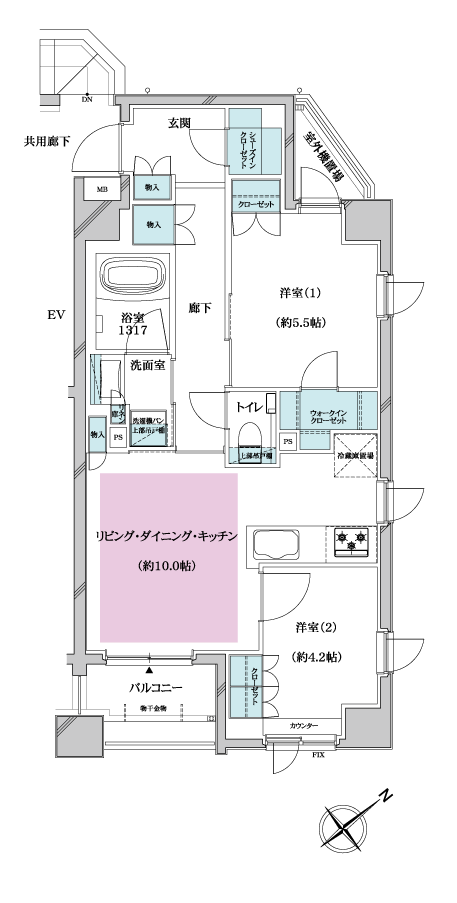 DN
玄関
共用廊下
シューズイン
クローゼット
室外機置場
MB
物入
クローゼット
物入
洋室(1)
(約5.5帖)
廊下
EV
浴室
1317
洗面室
トイレ
ウォークイン
クローゼット
物入
PS
洗濯機パン
上部吊戸棚
上部吊戸棚
PS
冷蔵庫置場
リビング・ダイニング・キッチン
(約10.0帖)
洋室(2)
(約4.2帖)
クローゼット
バルコニー
物干金物
カウンター
FIX
N